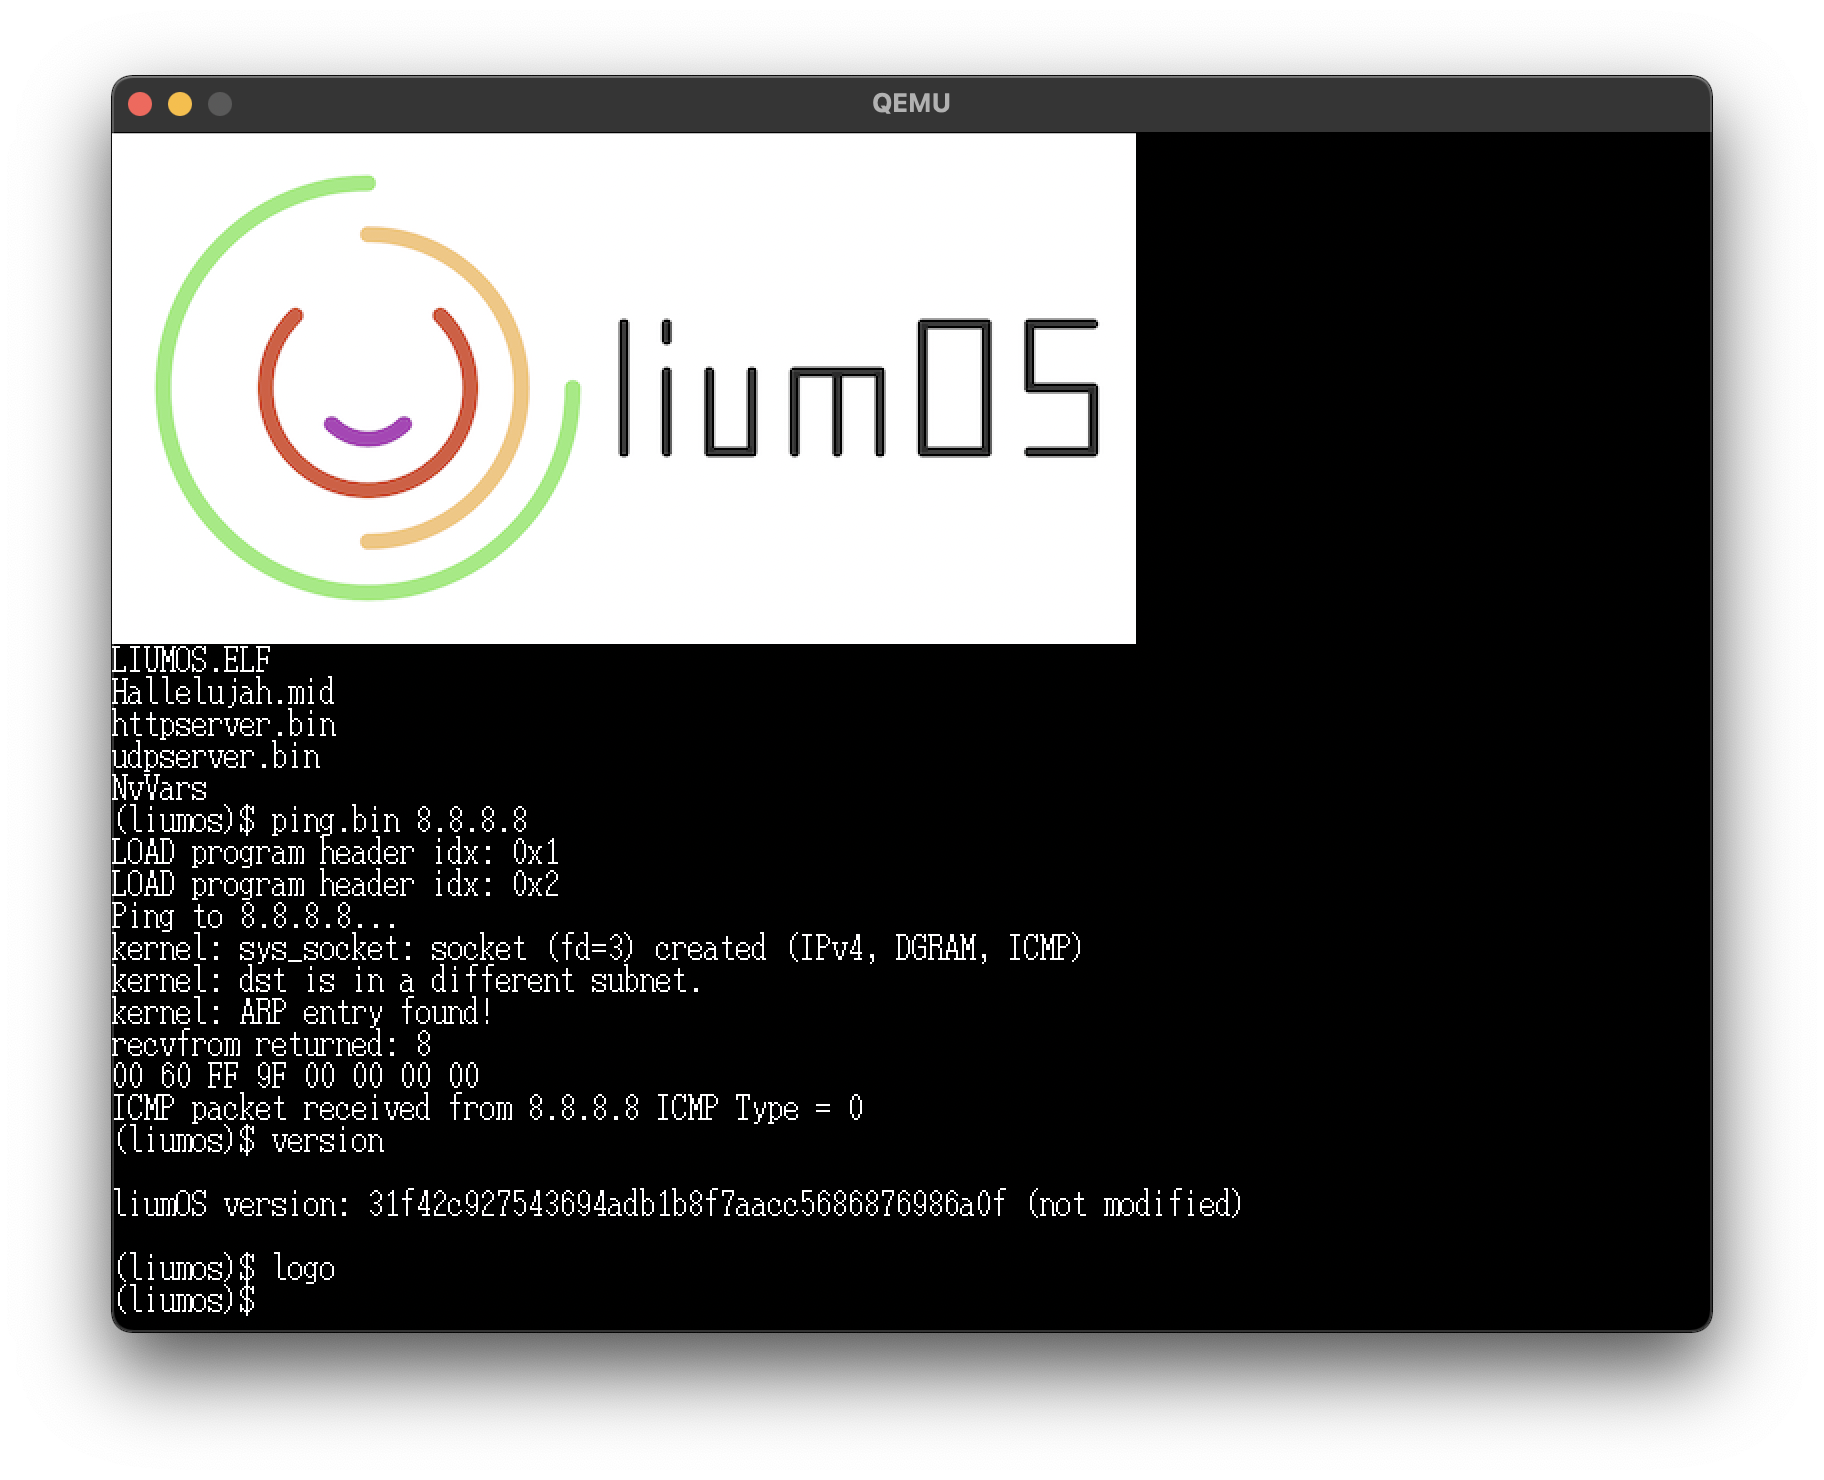 QEMU
liumOS
LIUMOS.ELF
Hallelujah.mid
httpserver.bin
udpserver.bin
NvVars
(liumos)$ ping.bin 8.8.8.8
LOAD program header idx: 0x1
LOAD program header idx: 0x2
Ping to 8.8.8.8...
kernel: sys_socket: socket (fd=3) created (IPv4, DGRAM, ICMP)
kernel: dst is in a different subnet.
kernel: ARP entry found!
recvfrom returned: 8
00 60 FF 9F 00 00 00 00
ICMP packet received from 8.8.8.8 ICMP Type = 0
(liumos)$ version
liumOS version: 31f42c927543694adb1b8f7aacc5686876986a0f (not modified)
(liumos)$ logo
(liumos)$